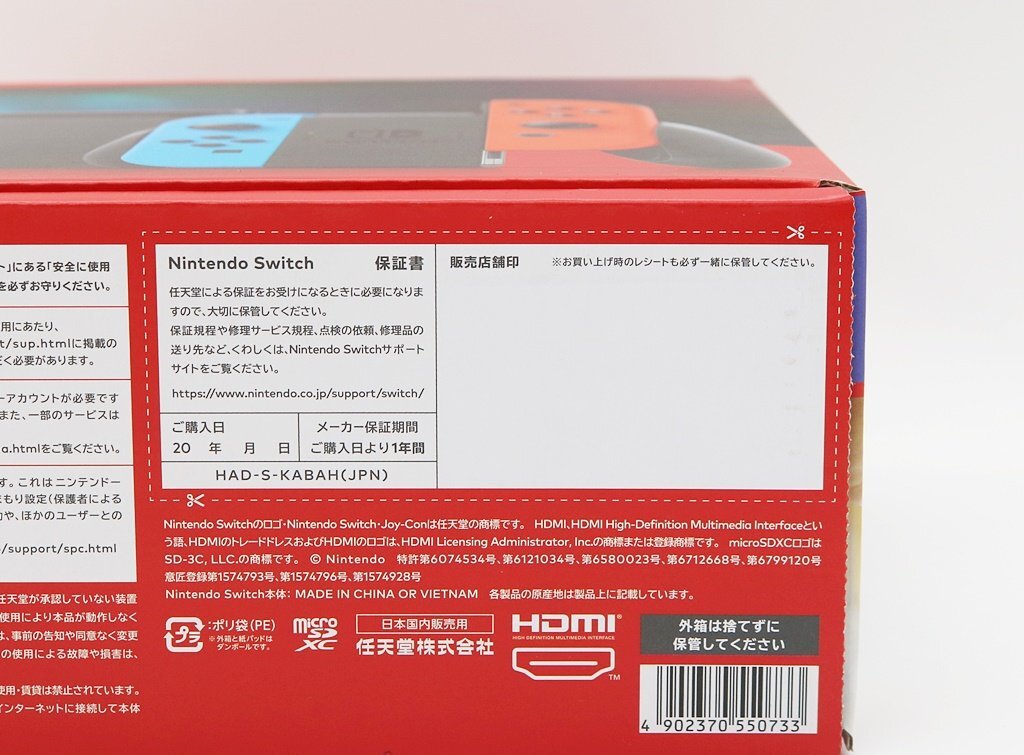 ト」にある「安全に使用
を必ずお守りください。
用にあたり、
t/sup.htmlに掲載の
だく必要があります。
ーアカウントが必要です
また、一部のサービスは
a.htmlをご覧ください。
す。これはニンテンドー
まもり設定(保護者による
や、ほかのユーザーとの
/support/spc.html
任天堂が承認していない装置
使用により本品が動作しなく
は、事前の告知や同意なく変更
の使用による故障や損害は、
使用・賃貸は禁止されています。
インターネットに接続して本体
Nintendo Switch 保証書
任天堂による保証をお受けになるときに必要になりま
すので、大切に保管してください。
保証規程や修理サービス規程、点検の依頼、修理品の
送り先など、くわしくは、Nintendo Switchサポート
サイトをご覧ください。
https://www.nintendo.co.jp/support/switch/
ご購入日
20 年 月 日
メーカー保証期間
ご購入日より1年間
HAD-S-KABAH(JPN)
販売店舗印 ※お買い上げ時のレシートも必ず一緒に保管してください。
Nintendo Switchのロゴ・Nintendo Switch・Joy-Conは任天堂の商標です。 HDMI、HDMI High-Definition Multimedia Interfaceとい
う語、HDMIのトレードドレスおよびHDMIのロゴは、HDMI Licensing Administrator, Inc.の商標または登録商標です。 microSDXCロゴは
SD-3C, LLC.の商標です。 © Nintendo 特許第6074534号、第6121034号、第6580023号、第6712668号、第6799120号
意匠登録第1574793号、第1574796号、第1574928号
Nintendo Switch本体: MADE IN CHINA OR VIETNAM 各製品の原産地は製品上に記載しています。
プラ
:ポリ袋(PE)
※外箱と紙パッドは
ダンボールです。
micro
SD
XC
日本国内販売用
任天堂株式会社
HDMI®
HIGH-DEFINITION MULTIMEDIA INTERFACE
TM
外箱は捨てずに
保管してください
4 902370 550733